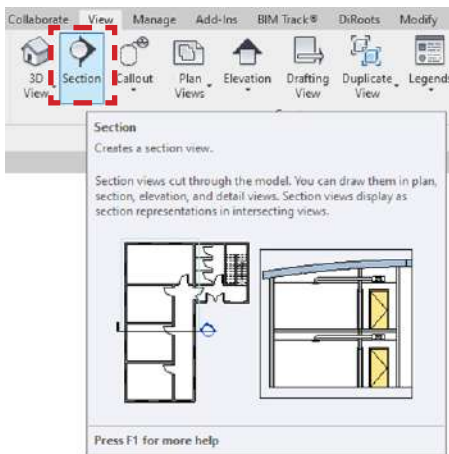 Collaborate View Manage Add-Ins BIM Track® DiRoots Modify
3D View Section Callout Plan Views Elevation Drafting View Duplicate View Legends
Section
Creates a section view.
Section views cut through the model. You can draw them in plan,
section, elevation, and detail views. Section views display as
section representations in intersecting views.
Press F1 for more help